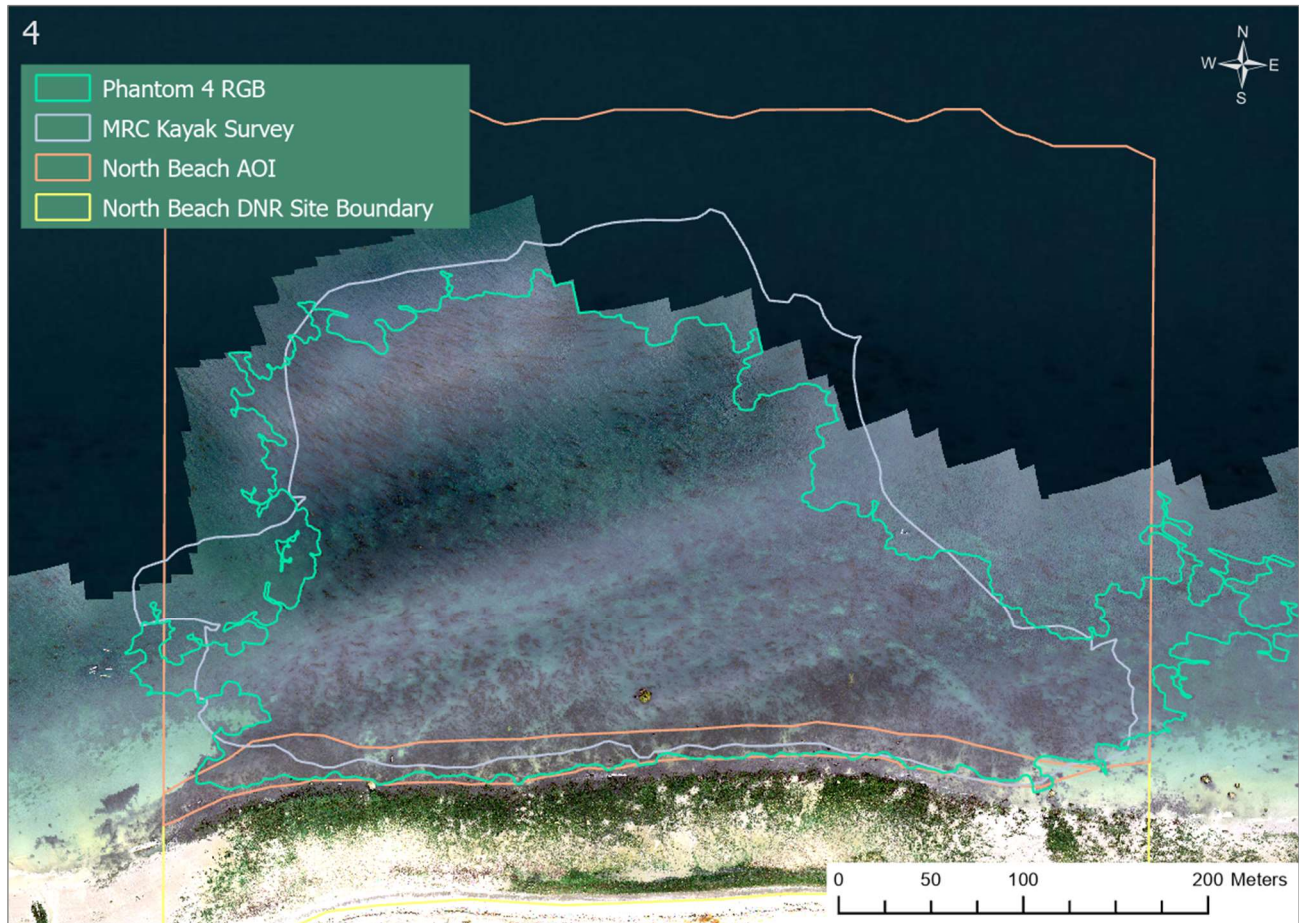 4
Phantom 4 RGB
MRC Kayak Survey
North Beach AOI
North Beach DNR Site Boundary
N
W E
S
0 50 100 200 Meters